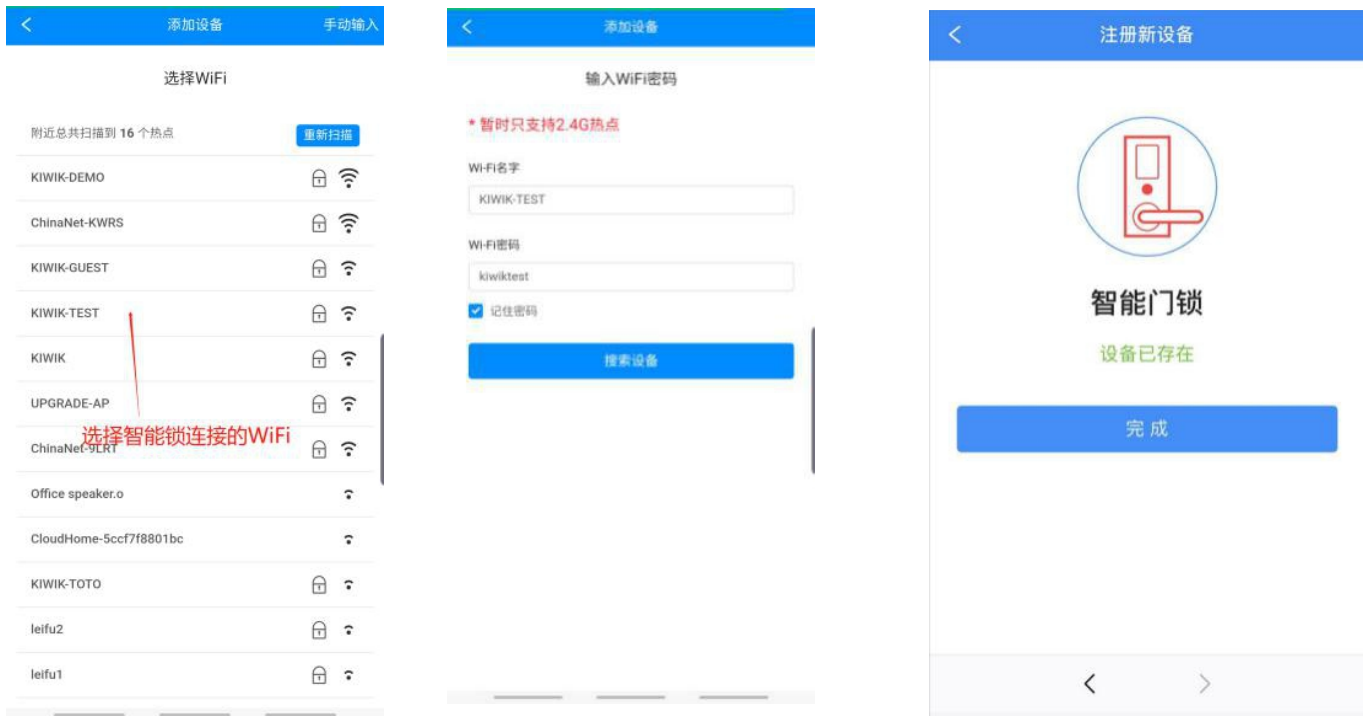 添加设备
手动输入
选择WiFi
附近总共扫描到 16 个热点
重新扫描
KIWIK-DEMO
ChinaNet-KWRS
KIWIK-GUEST
KIWIK-TEST
KIWIK
UPGRADE-AP
选择智能锁连接的WiFi
ChinaNet-9LRT
Office speaker.o
CloudHome-5ccf7f8801bc
KIWIK-TOTO
leifu2
leifu1
添加设备
输入WiFi密码
* 暂时只支持2.4G热点
Wi-Fi名字
KIWIK-TEST
Wi-Fi密码
kiwiktest
记住密码
搜索设备
注册新设备
智能门锁
设备已存在
完成